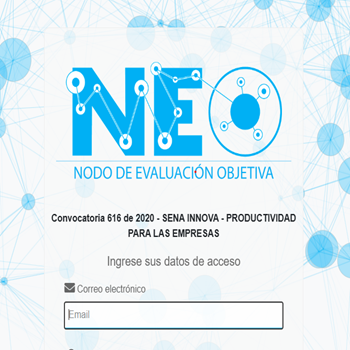 NEO
NODO DE EVALUACIÓN OBJETIVA
Convocatoria 616 de 2020 - SENA INNOVA - PRODUCTIVIDAD
PARA LAS EMPRESAS
Ingrese sus datos de acceso
Correo electrónico
Email